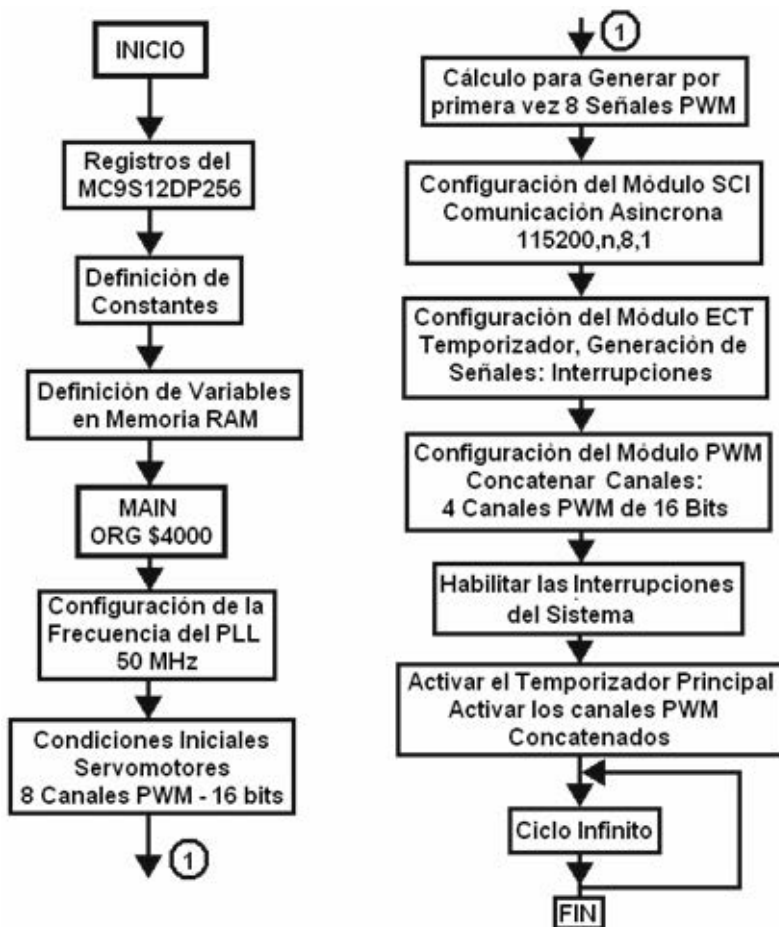 INICIO
Registros del
MC9S12DP256
Definición de
Constantes
Definición de Variables
en Memoria RAM
MAIN
ORG $4000
Configuración de la
Frecuencia del PLL
50 MHz
Condiciones Iniciales
Servomotores
8 Canales PWM - 16 bits
1
1
Cálculo para Generar por
primera vez 8 Señales PWM
Configuración del Módulo SCI
Comunicación Asíncrona
115200,n,8,1
Configuración del Módulo ECT
Temporizador, Generación de
Señales: Interrupciones
Configuración del Módulo PWM
Concatenar Canales:
4 Canales PWM de 16 Bits
Habilitar las Interrupciones
del Sistema
Activar el Temporizador Principal
Activar los canales PWM
Concatenados
Ciclo Infinito
FIN